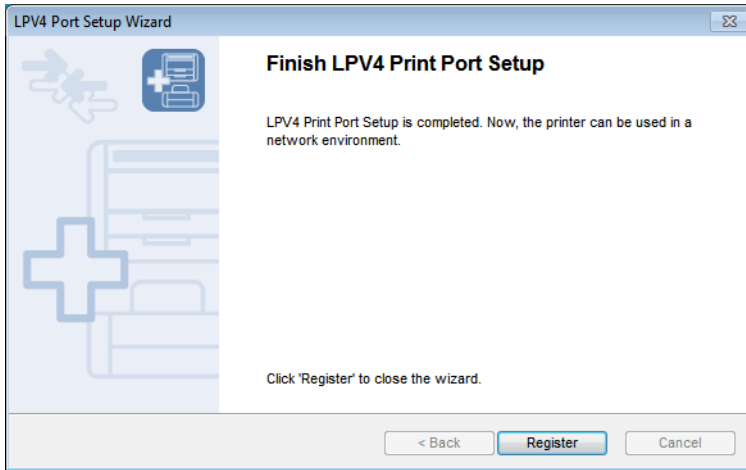 LPV4 Port Setup Wizard
Finish LPV4 Print Port Setup
LPV4 Print Port Setup is completed. Now, the printer can be used in a
network environment.
Click 'Register' to close the wizard.
< Back
Register
Cancel